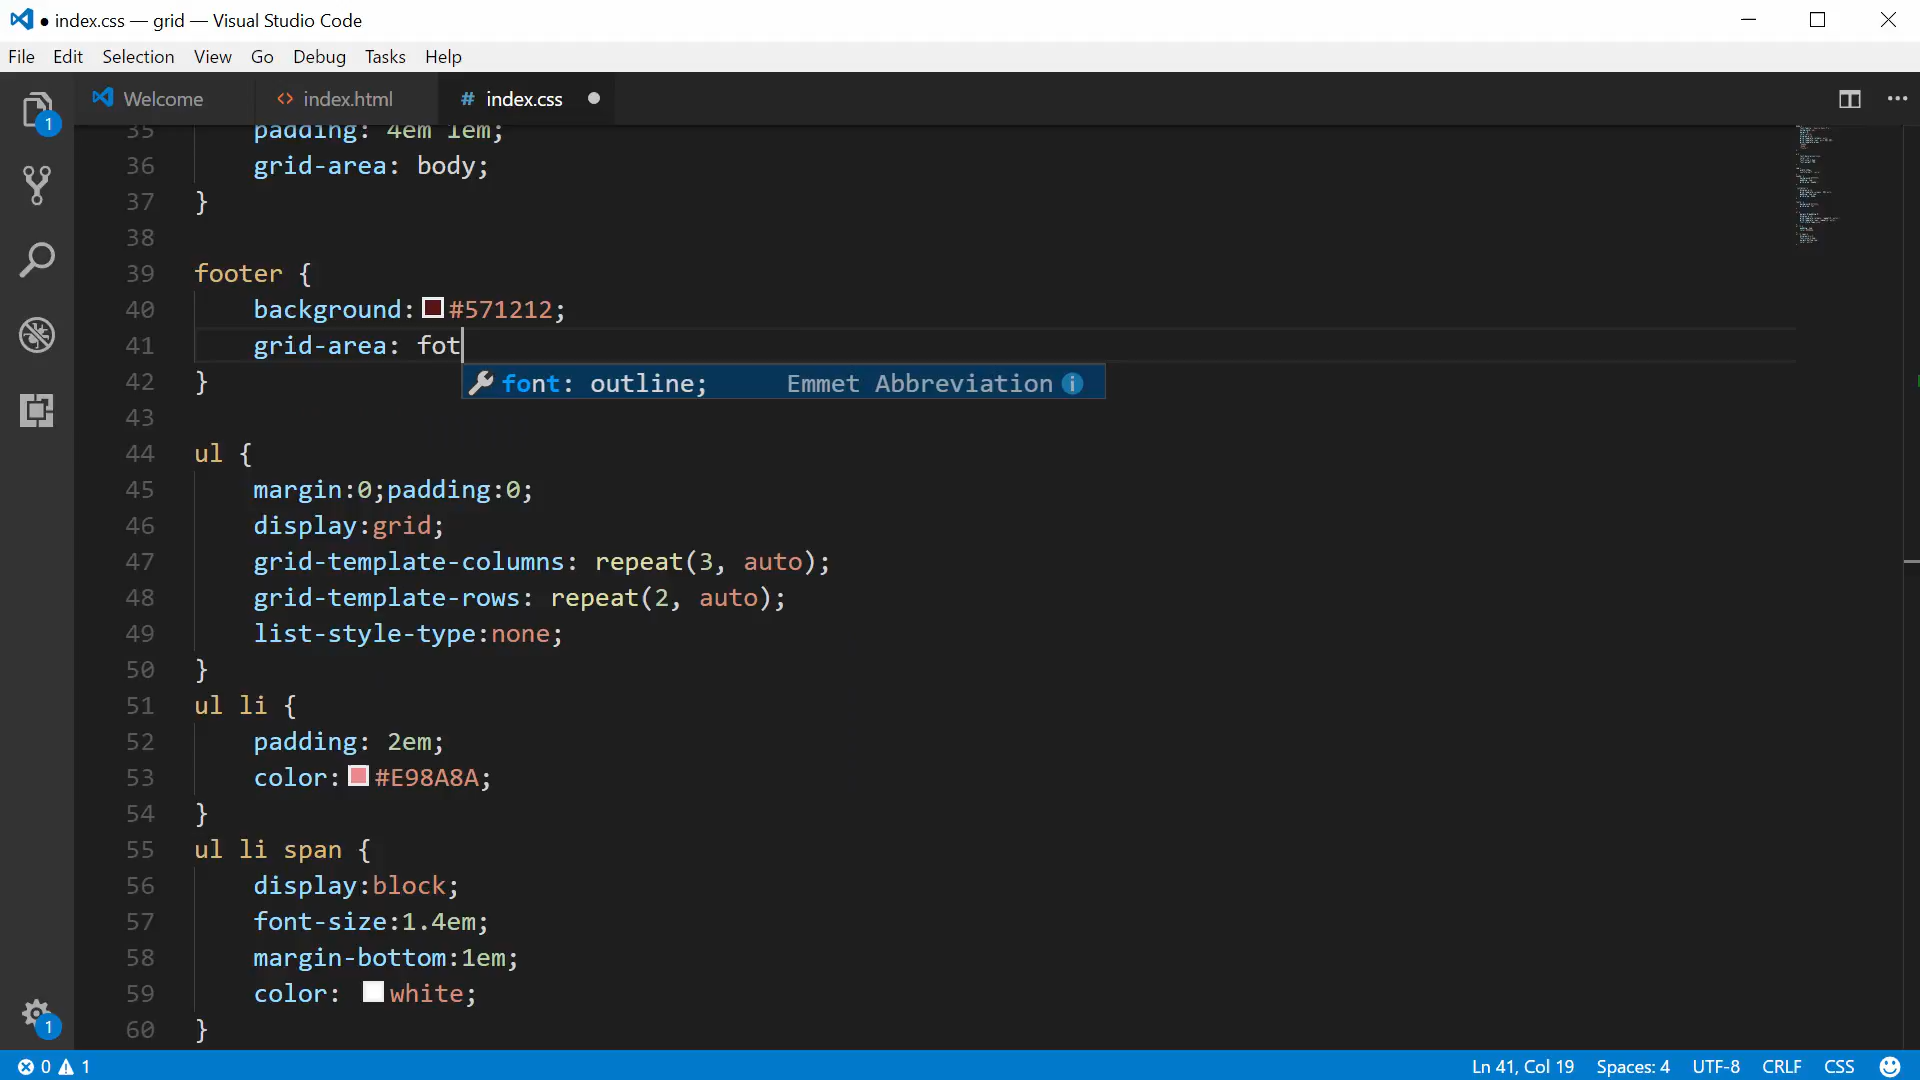 ● index.css — grid — Visual Studio Code
File Edit Selection View Go Debug Tasks Help
Welcome <> index.html # index.css ●
1
35 padding: 4em 1em;
36 grid-area: body;
37 }
38
39 footer {
40 background: #571212;
41 grid-area: fot
font: outline; Emmet Abbreviation
42 }
43
44 ul {
45 margin:0;padding:0;
46 display:grid;
47 grid-template-columns: repeat(3, auto);
48 grid-template-rows: repeat(2, auto);
49 list-style-type:none;
50 }
51 ul li {
52 padding: 2em;
53 color: #E98A8A;
54 }
55 ul li span {
56 display:block;
57 font-size:1.4em;
58 margin-bottom:1em;
59 color: white;
60 }
1
0 1 Ln 41, Col 19 Spaces: 4 UTF-8 CRLF CSS